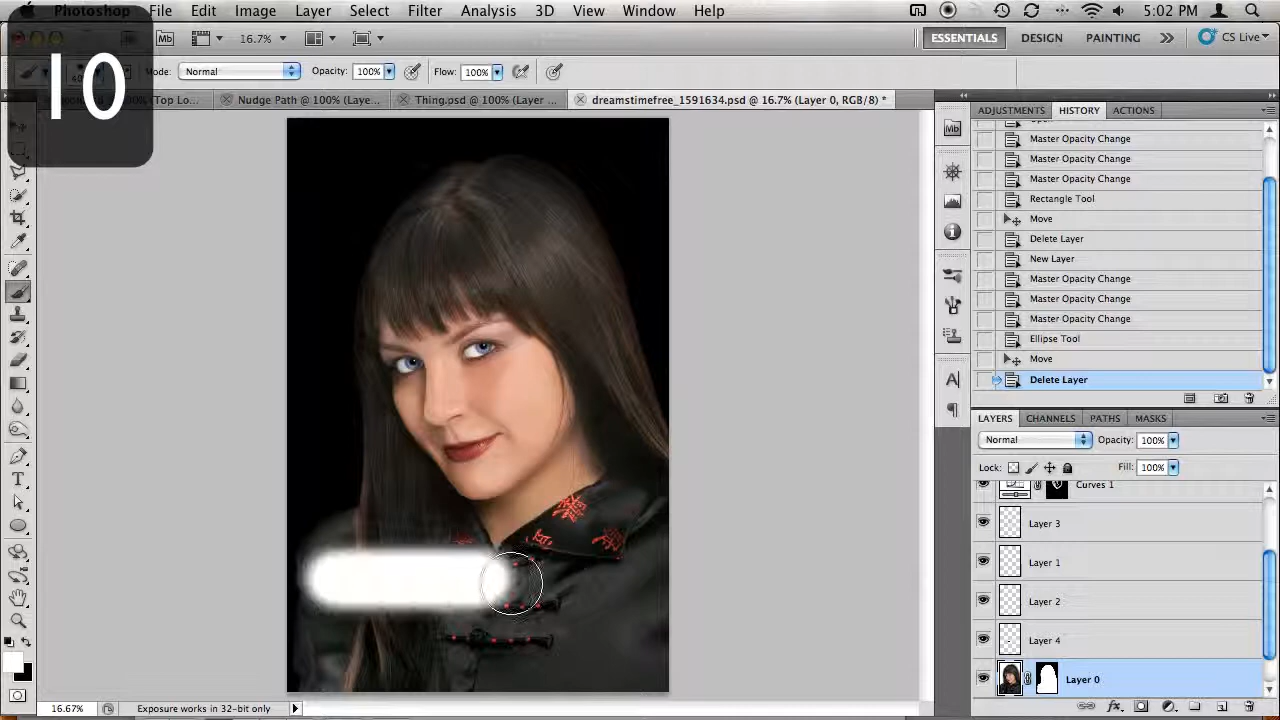 Photoshop File Edit Image Layer Select Filter Analysis 3D View Window Help 5:02 PM
Mb 16.7% ESSENTIALS DESIGN PAINTING CS Live
10
Mode: Normal Opacity: 100% Flow: 100%
(Top Lo... Nudge Path @ 100% (Laye... Thing.psd @ 100% (Layer ... dreamstimefree_1591634.psd @ 16.7% (Layer 0, RGB/8) *
ADJUSTMENTS HISTORY ACTIONS
Mb
Master Opacity Change
Master Opacity Change
Master Opacity Change
Rectangle Tool
Move
Delete Layer
New Layer
Master Opacity Change
Master Opacity Change
Master Opacity Change
Ellipse Tool
Move
Delete Layer
LAYERS CHANNELS PATHS MASKS
Normal Opacity: 100%
Lock: Fill: 100%
Curves 1
Layer 3
Layer 1
Layer 2
Layer 4
Layer 0
16.67% Exposure works in 32-bit only